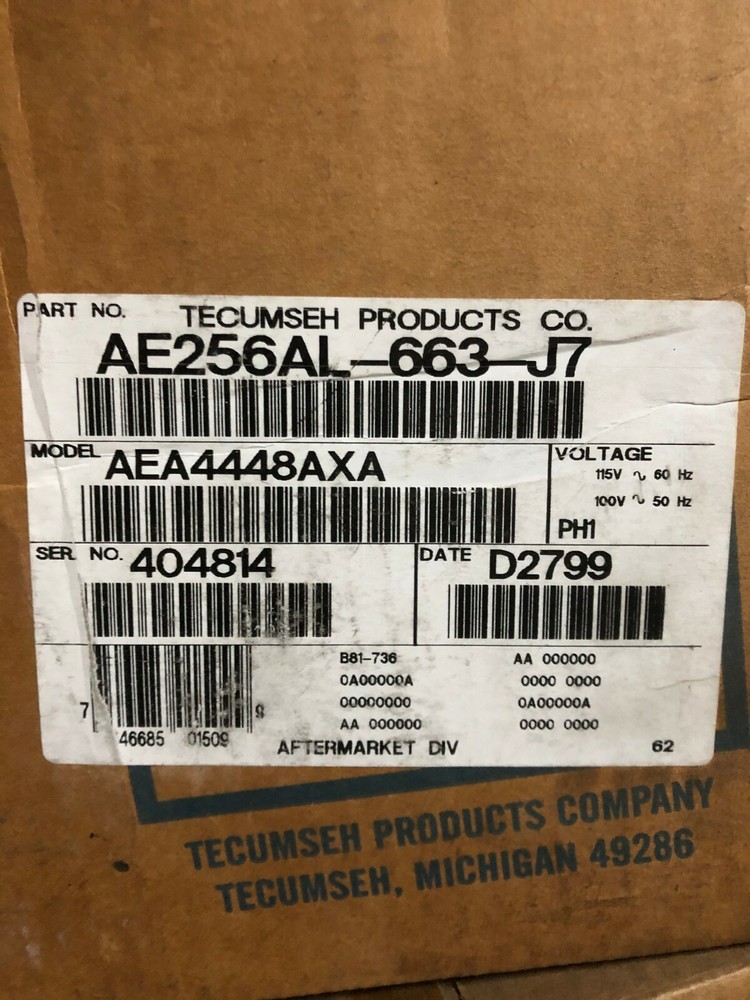 PART NO. TECUMSEH PRODUCTS CO.
AE256AL-663-J7
MODEL AEA4448AXA
VOLTAGE
115V ∿ 60 Hz
100V ∿ 50 Hz
PH1
SER. NO. 404814
DATE D2799
B81-736 AA 000000
0A00000A 0000 0000
00000000 0A00000A
AA 000000 0000 0000
7 46685 01509 8
AFTERMARKET DIV 62
TECUMSEH PRODUCTS COMPANY
TECUMSEH, MICHIGAN 49286